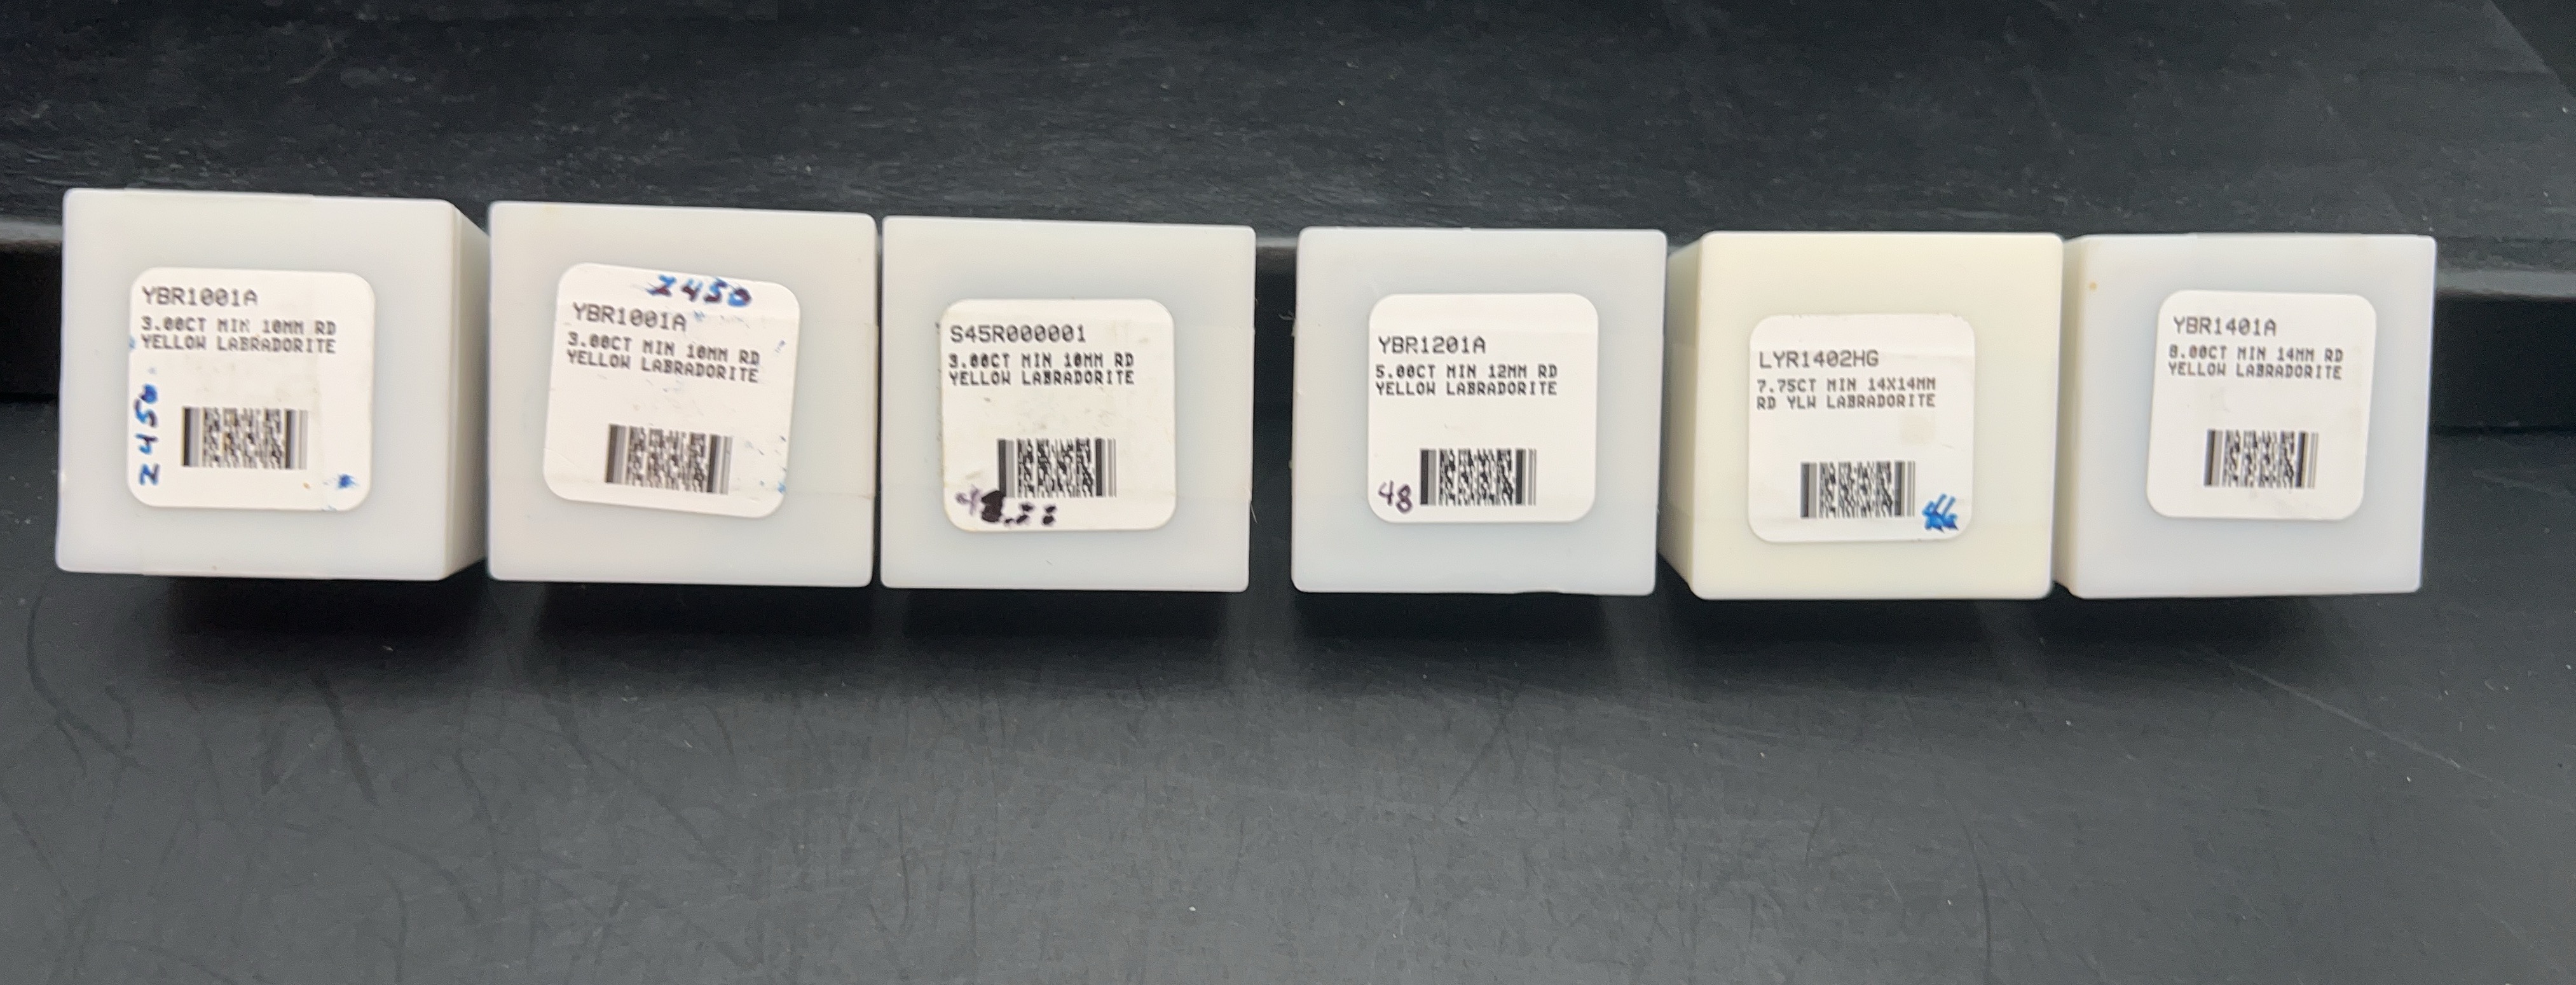 YBR1001A
3.00CT MIN 10MM RD
YELLOW LABRADORITE
2450
2450
YBR1001A
3.00CT MIN 10MM RD
YELLOW LABRADORITE
S45R000001
3.00CT MIN 10MM RD
YELLOW LABRADORITE
YBR1201A
5.00CT MIN 12MM RD
YELLOW LABRADORITE
48
LYR1402HG
7.75CT MIN 14X14MM
RD YLW LABRADORITE
YBR1401A
8.00CT MIN 14MM RD
YELLOW LABRADORITE